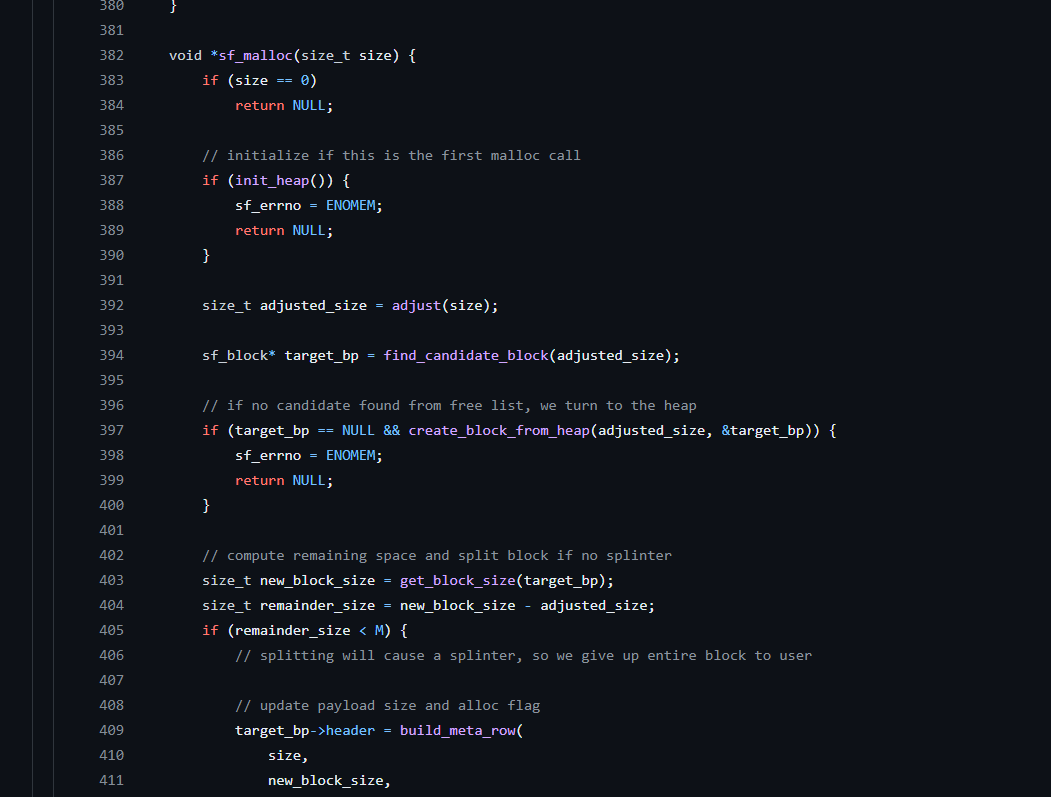 380 }
381
382 void *sf_malloc(size_t size) {
383 if (size == 0)
384 return NULL;
385
386 // initialize if this is the first malloc call
387 if (init_heap()) {
388 sf_errno = ENOMEM;
389 return NULL;
390 }
391
392 size_t adjusted_size = adjust(size);
393
394 sf_block* target_bp = find_candidate_block(adjusted_size);
395
396 // if no candidate found from free list, we turn to the heap
397 if (target_bp == NULL && create_block_from_heap(adjusted_size, &target_bp)) {
398 sf_errno = ENOMEM;
399 return NULL;
400 }
401
402 // compute remaining space and split block if no splinter
403 size_t new_block_size = get_block_size(target_bp);
404 size_t remainder_size = new_block_size - adjusted_size;
405 if (remainder_size < M) {
406 // splitting will cause a splinter, so we give up entire block to user
407
408 // update payload size and alloc flag
409 target_bp->header = build_meta_row(
410 size,
411 new_block_size,